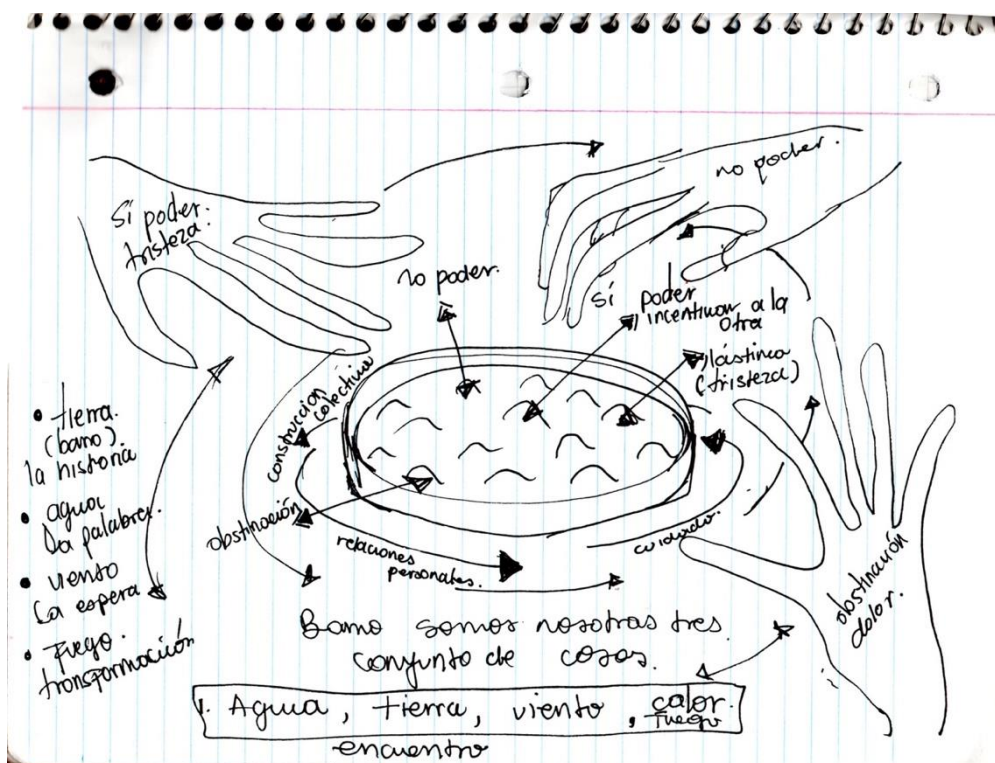 Sí poder.
tristeza.
no poder.
no poder.
Sí poder
incentivar a la
otra
lástima
(tristeza)
construcción
colectiva
obstinación
relaciones
personales.
cuidado.
obstinación
dolor.
• tierra.
(barro)
la historia
• agua
La palabra.
• viento
La espera
• Fuego.
transformación
Barro somos nosotras tres.
conjunto de cosas.
Agua, tierra, viento, calor.
Fuego
encuentro